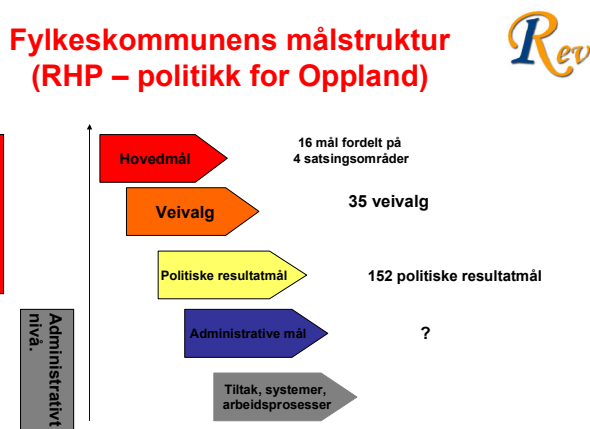 Fylkeskommunens målstruktur
(RHP – politikk for Oppland)
Rev
Hovedmål
16 mål fordelt på
4 satsingsområder
Veivalg
35 veivalg
Politiske resultatmål
152 politiske resultatmål
Administrative mål
?
Tiltak, systemer,
arbeidsprosesser
Administrativt
nivå.